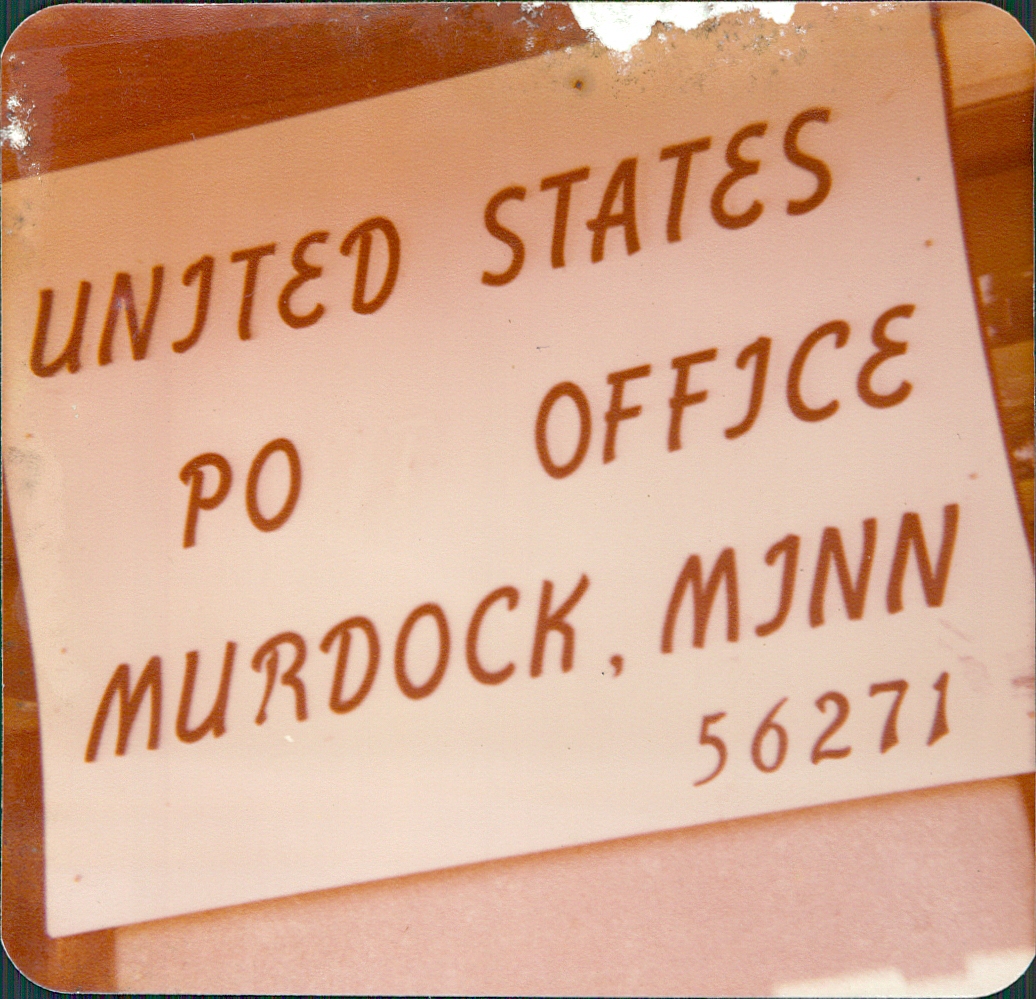 UNITED STATES
PO OFFICE
MURDOCK, MINN
56271